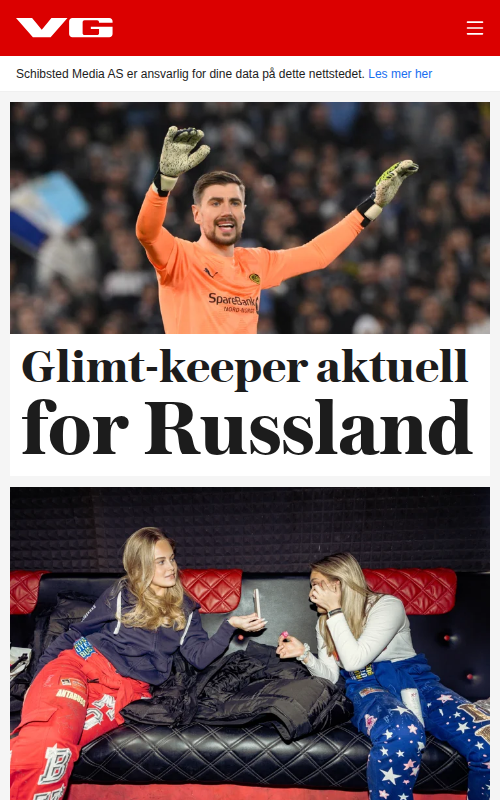 VG
Schibsted Media AS er ansvarlig for dine data på dette nettstedet. Les mer her
SpareBank
NORD-NORGE
Glimt-keeper aktuell
for Russland